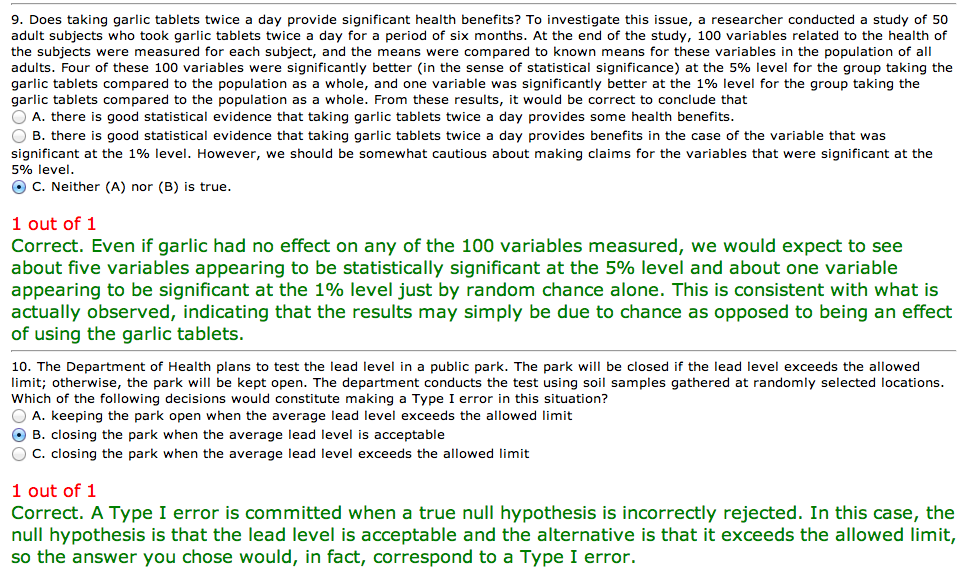 9. Does taking garlic tablets twice a day provide significant health benefits? To investigate this issue, a researcher conducted a study of 50
adult subjects who took garlic tablets twice a day for a period of six months. At the end of the study, 100 variables related to the health of
the subjects were measured for each subject, and the means were compared to known means for these variables in the population of all
adults. Four of these 100 variables were significantly better (in the sense of statistical significance) at the 5% level for the group taking the
garlic tablets compared to the population as a whole, and one variable was significantly better at the 1% level for the group taking the
garlic tablets compared to the population as a whole. From these results, it would be correct to conclude that
A. there is good statistical evidence that taking garlic tablets twice a day provides some health benefits.
B. there is good statistical evidence that taking garlic tablets twice a day provides benefits in the case of the variable that was
significant at the 1% level. However, we should be somewhat cautious about making claims for the variables that were significant at the
5% level.
C. Neither (A) nor (B) is true.
1 out of 1
Correct. Even if garlic had no effect on any of the 100 variables measured, we would expect to see
about five variables appearing to be statistically significant at the 5% level and about one variable
appearing to be significant at the 1% level just by random chance alone. This is consistent with what is
actually observed, indicating that the results may simply be due to chance as opposed to being an effect
of using the garlic tablets.
10. The Department of Health plans to test the lead level in a public park. The park will be closed if the lead level exceeds the allowed
limit; otherwise, the park will be kept open. The department conducts the test using soil samples gathered at randomly selected locations.
Which of the following decisions would constitute making a Type I error in this situation?
A. keeping the park open when the average lead level exceeds the allowed limit
B. closing the park when the average lead level is acceptable
C. closing the park when the average lead level exceeds the allowed limit
1 out of 1
Correct. A Type I error is committed when a true null hypothesis is incorrectly rejected. In this case, the
null hypothesis is that the lead level is acceptable and the alternative is that it exceeds the allowed limit,
so the answer you chose would, in fact, correspond to a Type I error.